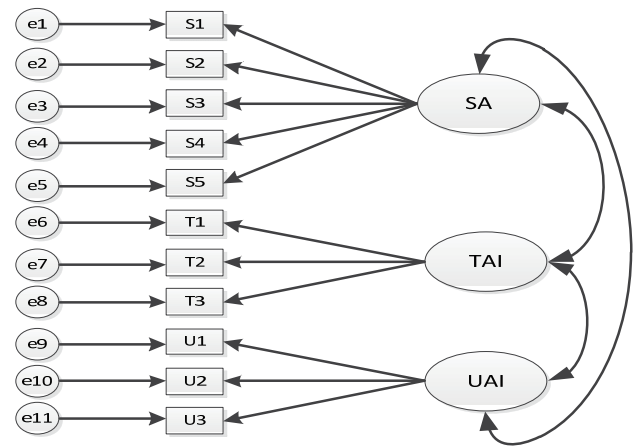 e1 S1
e2 S2
e3 S3
SA
e4 S4
e5 S5
e6 T1
e7 T2
TAI
e8 T3
e9 U1
e10 U2
UAI
e11 U3